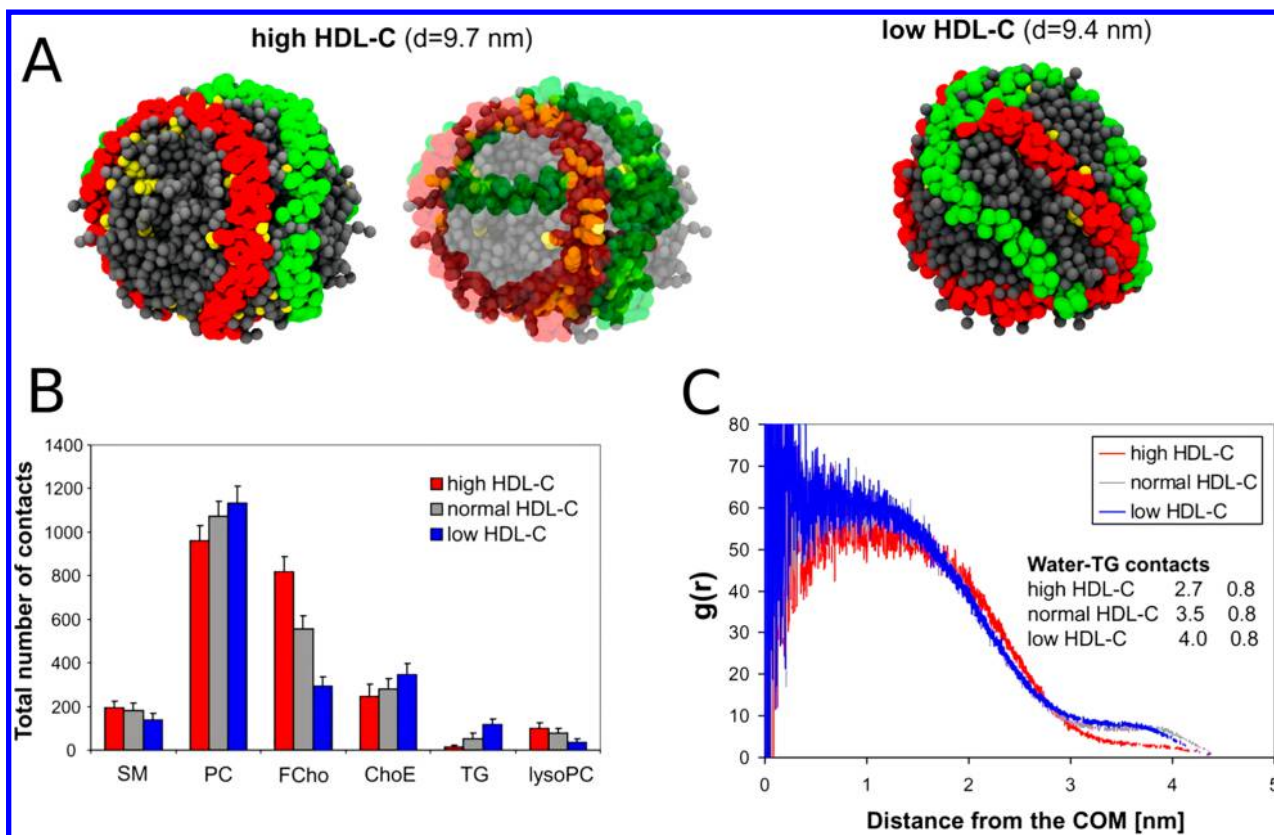 high HDL-C (d=9.7 nm)
low HDL-C (d=9.4 nm)
A
B
Total number of contacts
1400
1200
1000
800
600
400
200
0
high HDL-C
normal HDL-C
low HDL-C
SM PC FCho ChoE TG lysoPC
C
g(r)
80
70
60
50
40
30
20
10
0
high HDL-C
normal HDL-C
low HDL-C
Water-TG contacts
high HDL-C 2.7 0.8
normal HDL-C 3.5 0.8
low HDL-C 4.0 0.8
0 1 2 3 4 5
Distance from the COM [nm]